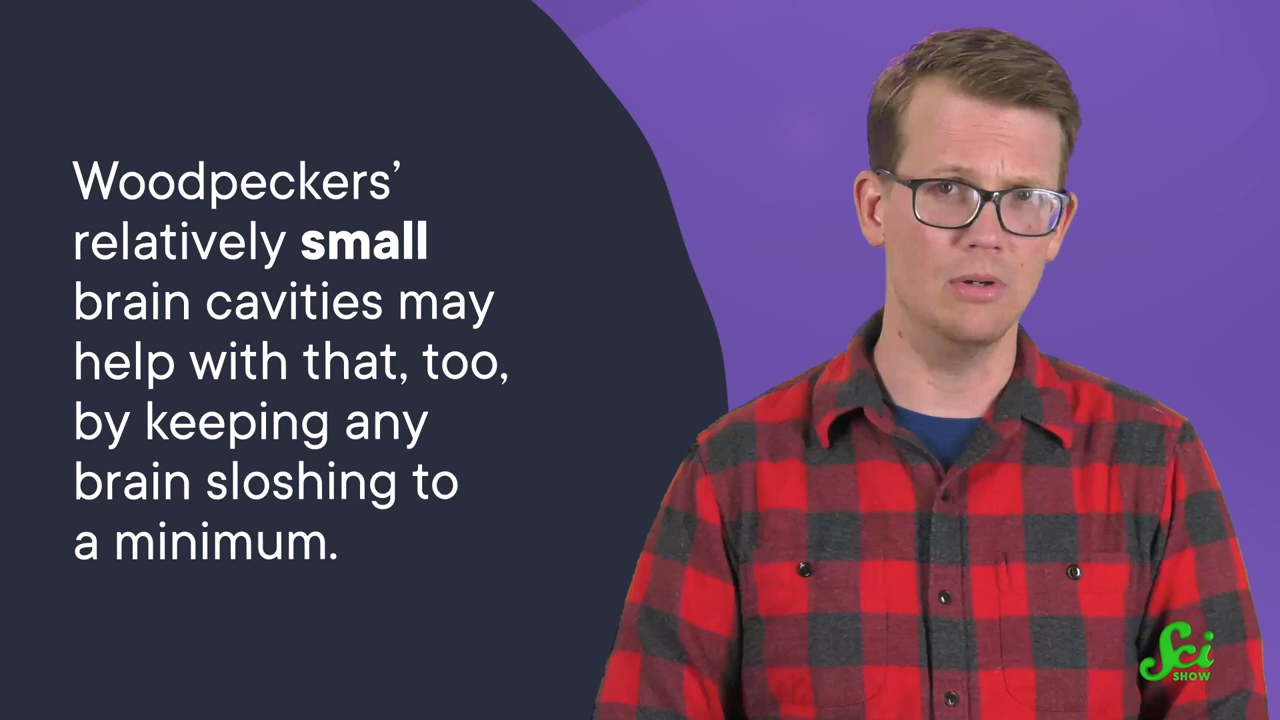 Woodpeckers’
relatively small
brain cavities may
help with that, too,
by keeping any
brain sloshing to
a minimum.
Sci
SHOW